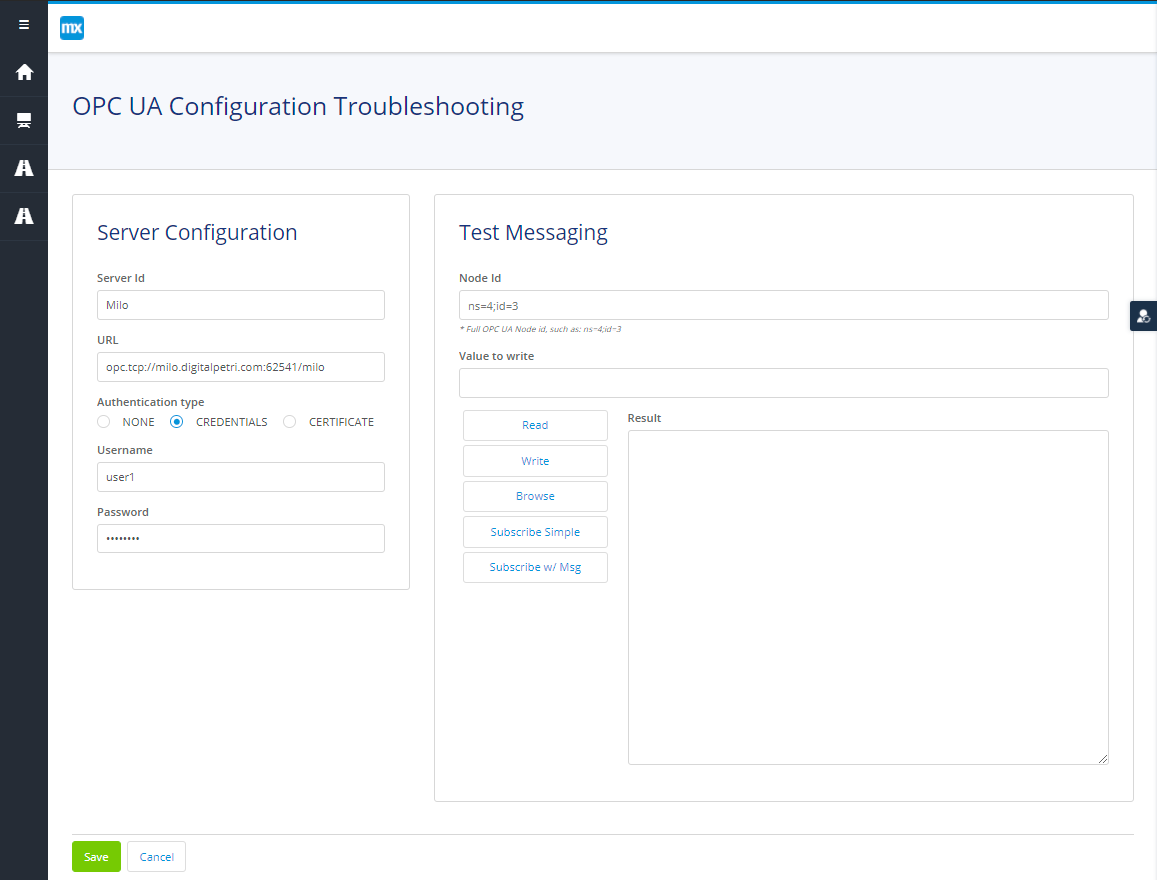 mx
OPC UA Configuration Troubleshooting
Server Configuration
Server Id
Milo
URL
opc.tcp://milo.digitalpetri.com:62541/milo
Authentication type
NONE CREDENTIALS CERTIFICATE
Username
user1
Password
••••••••
Test Messaging
Node Id
ns=4;id=3
* Full OPC UA Node id, such as: ns=4;id=3
Value to write
Read
Write
Browse
Subscribe Simple
Subscribe w/ Msg
Result
Save Cancel